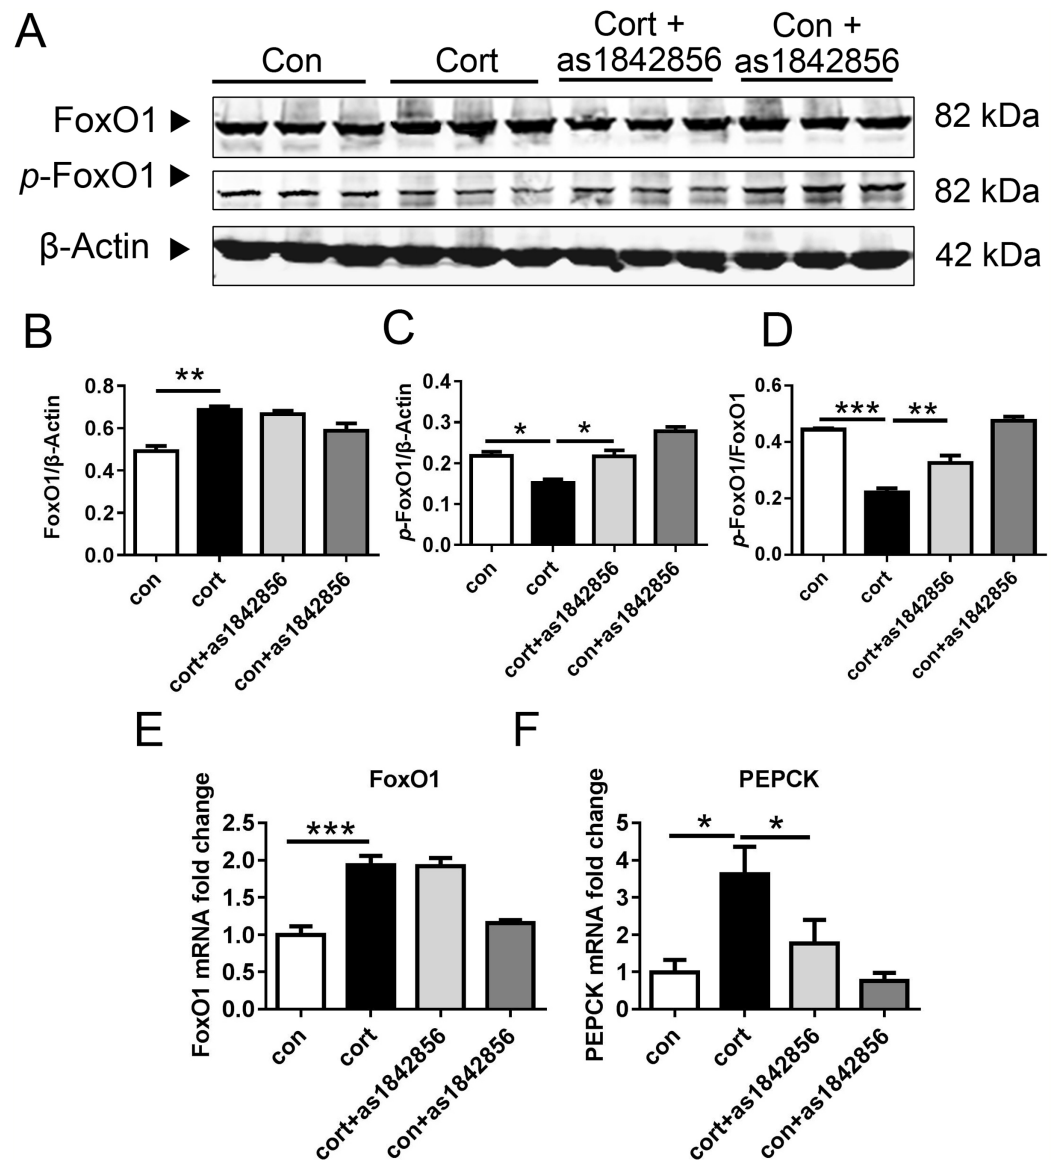 A
Con
Cort
Cort +
as1842856
Con +
as1842856
FoxO1
82 kDa
p-FoxO1
82 kDa
β-Actin
42 kDa
B
FoxO1/β-Actin
0.8
0.6
0.4
0.2
0.0
**
con
cort
cort+as1842856
con+as1842856
C
p-FoxO1/β-Actin
0.4
0.3
0.2
0.1
0.0
*
*
con
cort
cort+as1842856
con+as1842856
D
p-FoxO1/FoxO1
0.6
0.4
0.2
0.0
***
**
con
cort
cort+as1842856
con+as1842856
E
FoxO1
FoxO1 mRNA fold change
2.5
2.0
1.5
1.0
0.5
0.0
***
con
cort
cort+as1842856
con+as1842856
F
PEPCK
PEPCK mRNA fold change
5
4
3
2
1
0
*
*
con
cort
cort+as1842856
con+as1842856